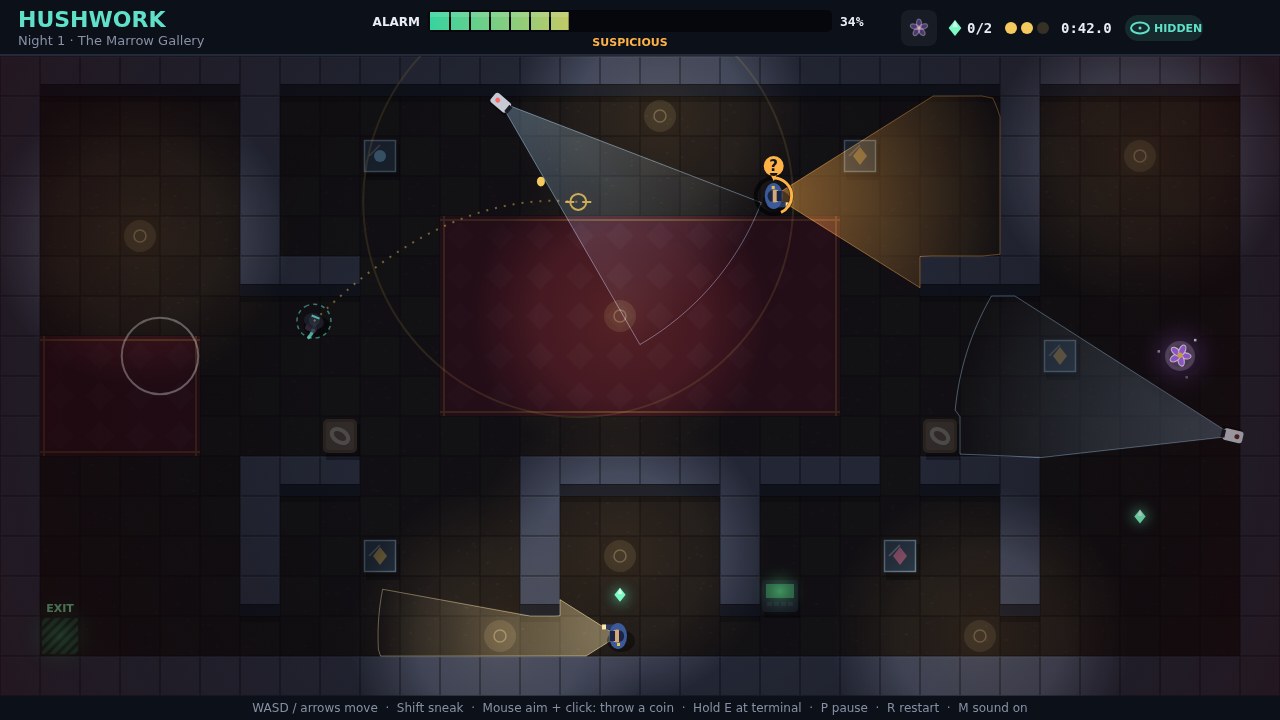 HUSHWORK
Night 1 · The Marrow Gallery
ALARM
34%
SUSPICIOUS
0/2
0:42.0
HIDDEN
?
EXIT
WASD / arrows move · Shift sneak · Mouse aim + click: throw a coin · Hold E at terminal · P pause · R restart · M sound on